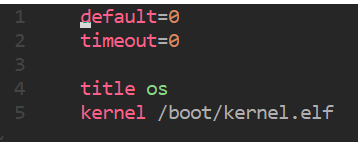 1 default=0
2 timeout=0
3
4 title os
5 kernel /boot/kernel.elf